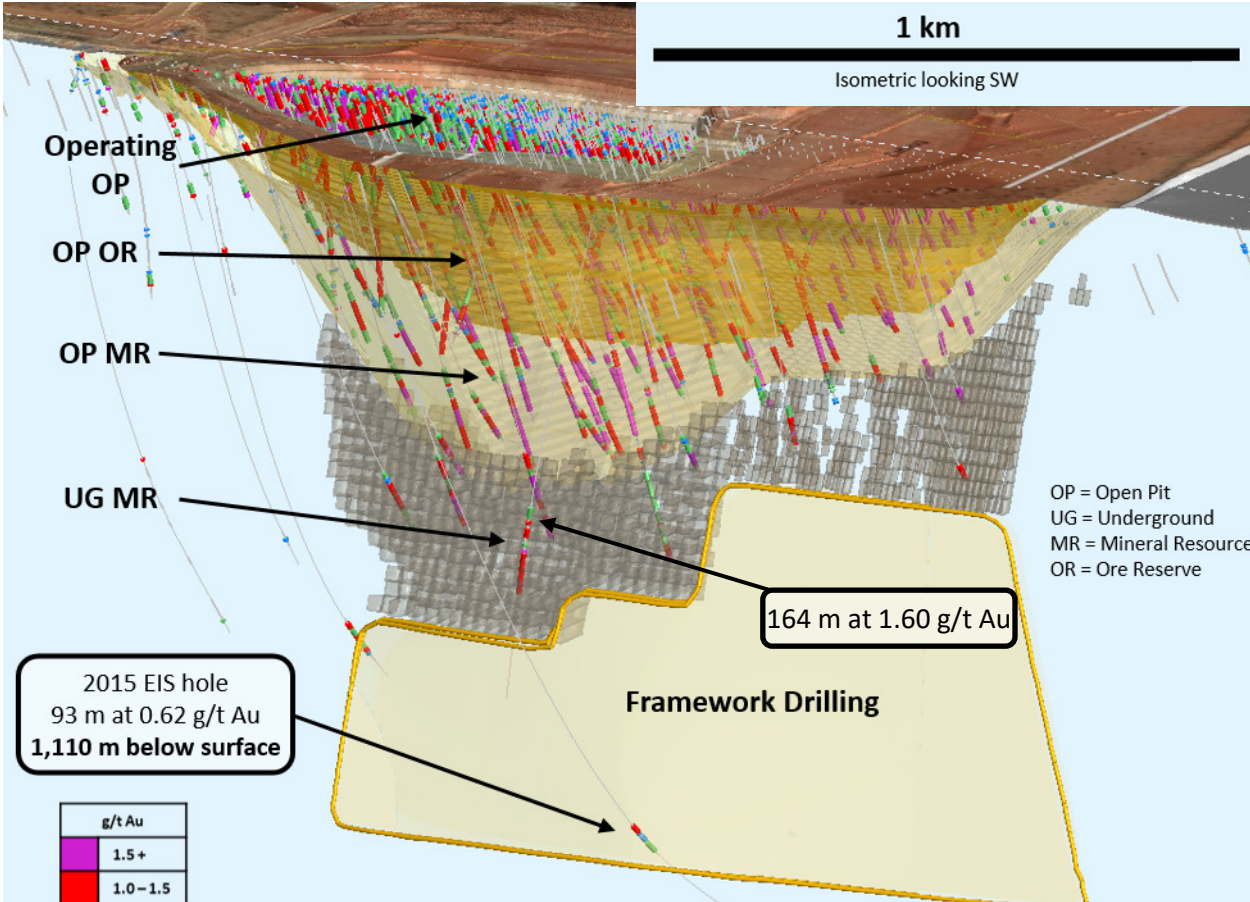 1 km
Isometric looking SW
Operating
OP
OP OR
OP MR
UG MR
OP = Open Pit
UG = Underground
MR = Mineral Resource
OR = Ore Reserve
164 m at 1.60 g/t Au
2015 EIS hole
93 m at 0.62 g/t Au
1,110 m below surface
Framework Drilling
g/t Au
1.5 +
1.0 – 1.5